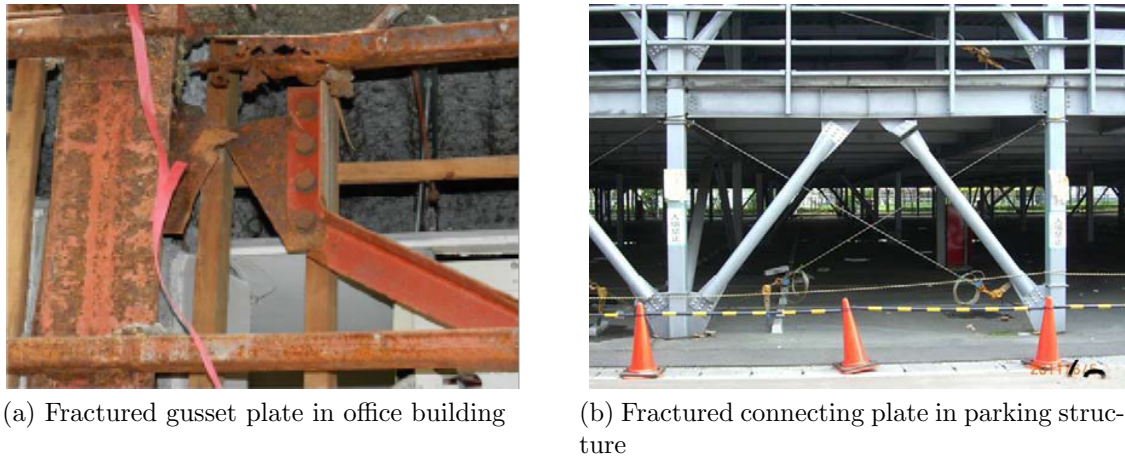 (a) Fractured gusset plate in office building
(b) Fractured connecting plate in parking struc-
ture